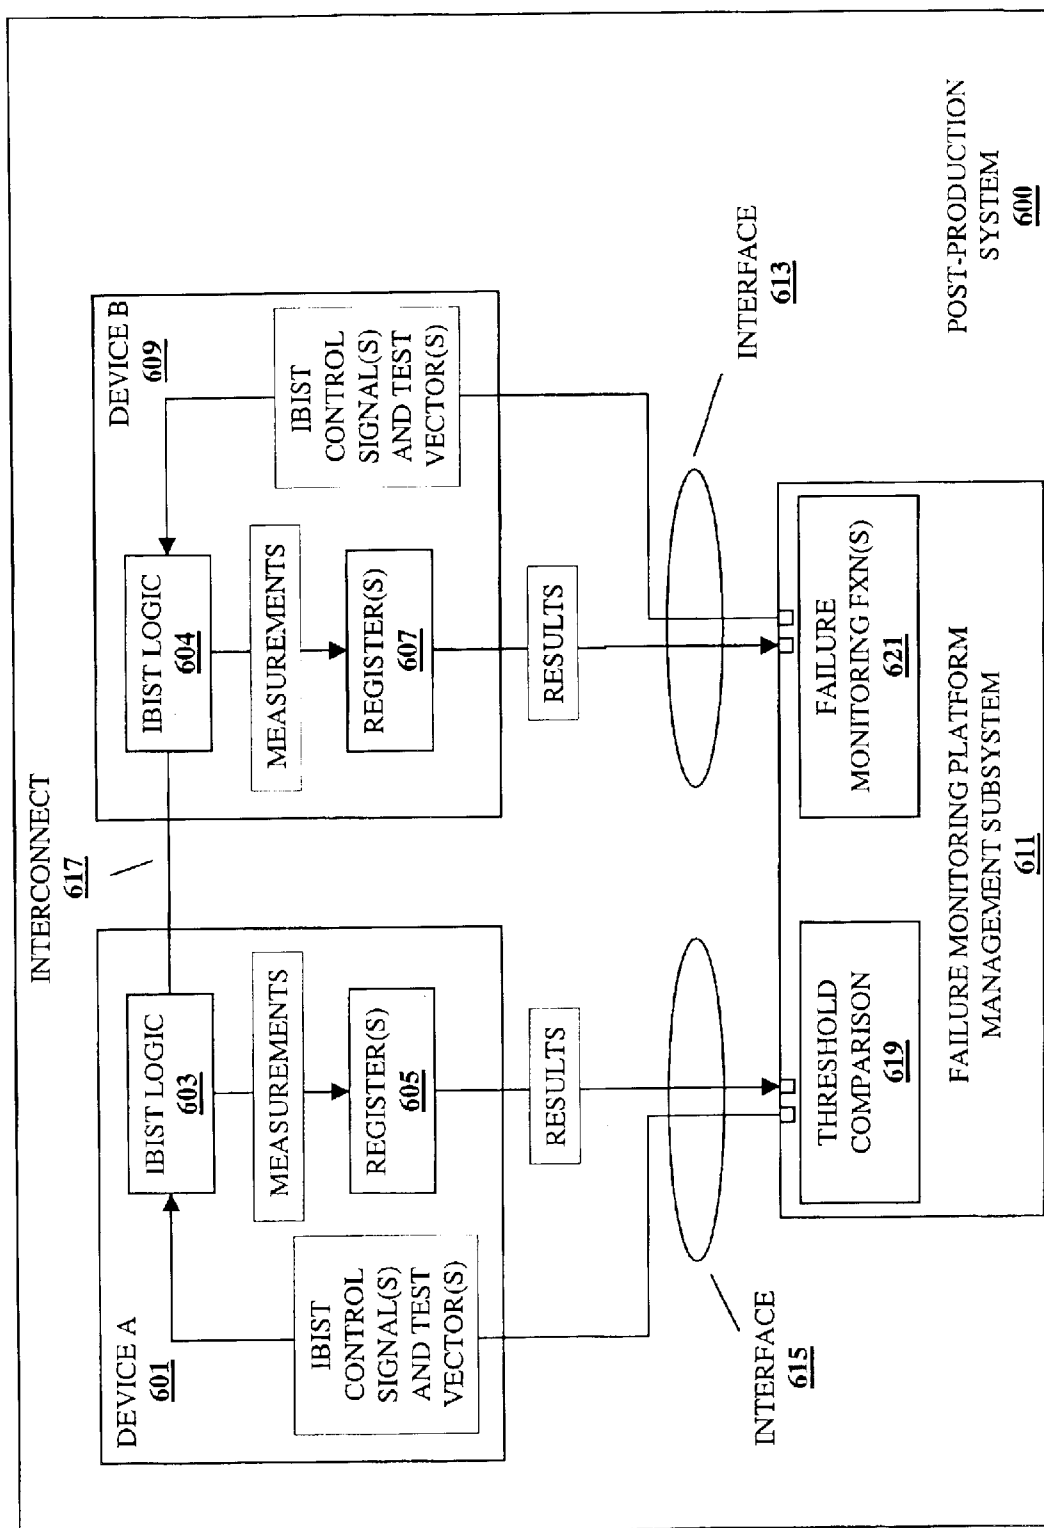 INTERCONNECT
617
DEVICE A
601
IBIST LOGIC
603
MEASUREMENTS
REGISTER(S)
605
IBIST
CONTROL
SIGNAL(S)
AND TEST
VECTOR(S)
RESULTS
DEVICE B
609
IBIST LOGIC
604
MEASUREMENTS
REGISTER(S)
607
IBIST
CONTROL
SIGNAL(S)
AND TEST
VECTOR(S)
RESULTS
INTERFACE
615
INTERFACE
613
THRESHOLD
COMPARISON
619
FAILURE
MONITORING FXN(S)
621
FAILURE MONITORING PLATFORM
MANAGEMENT SUBSYSTEM
611
POST-PRODUCTION
SYSTEM
600